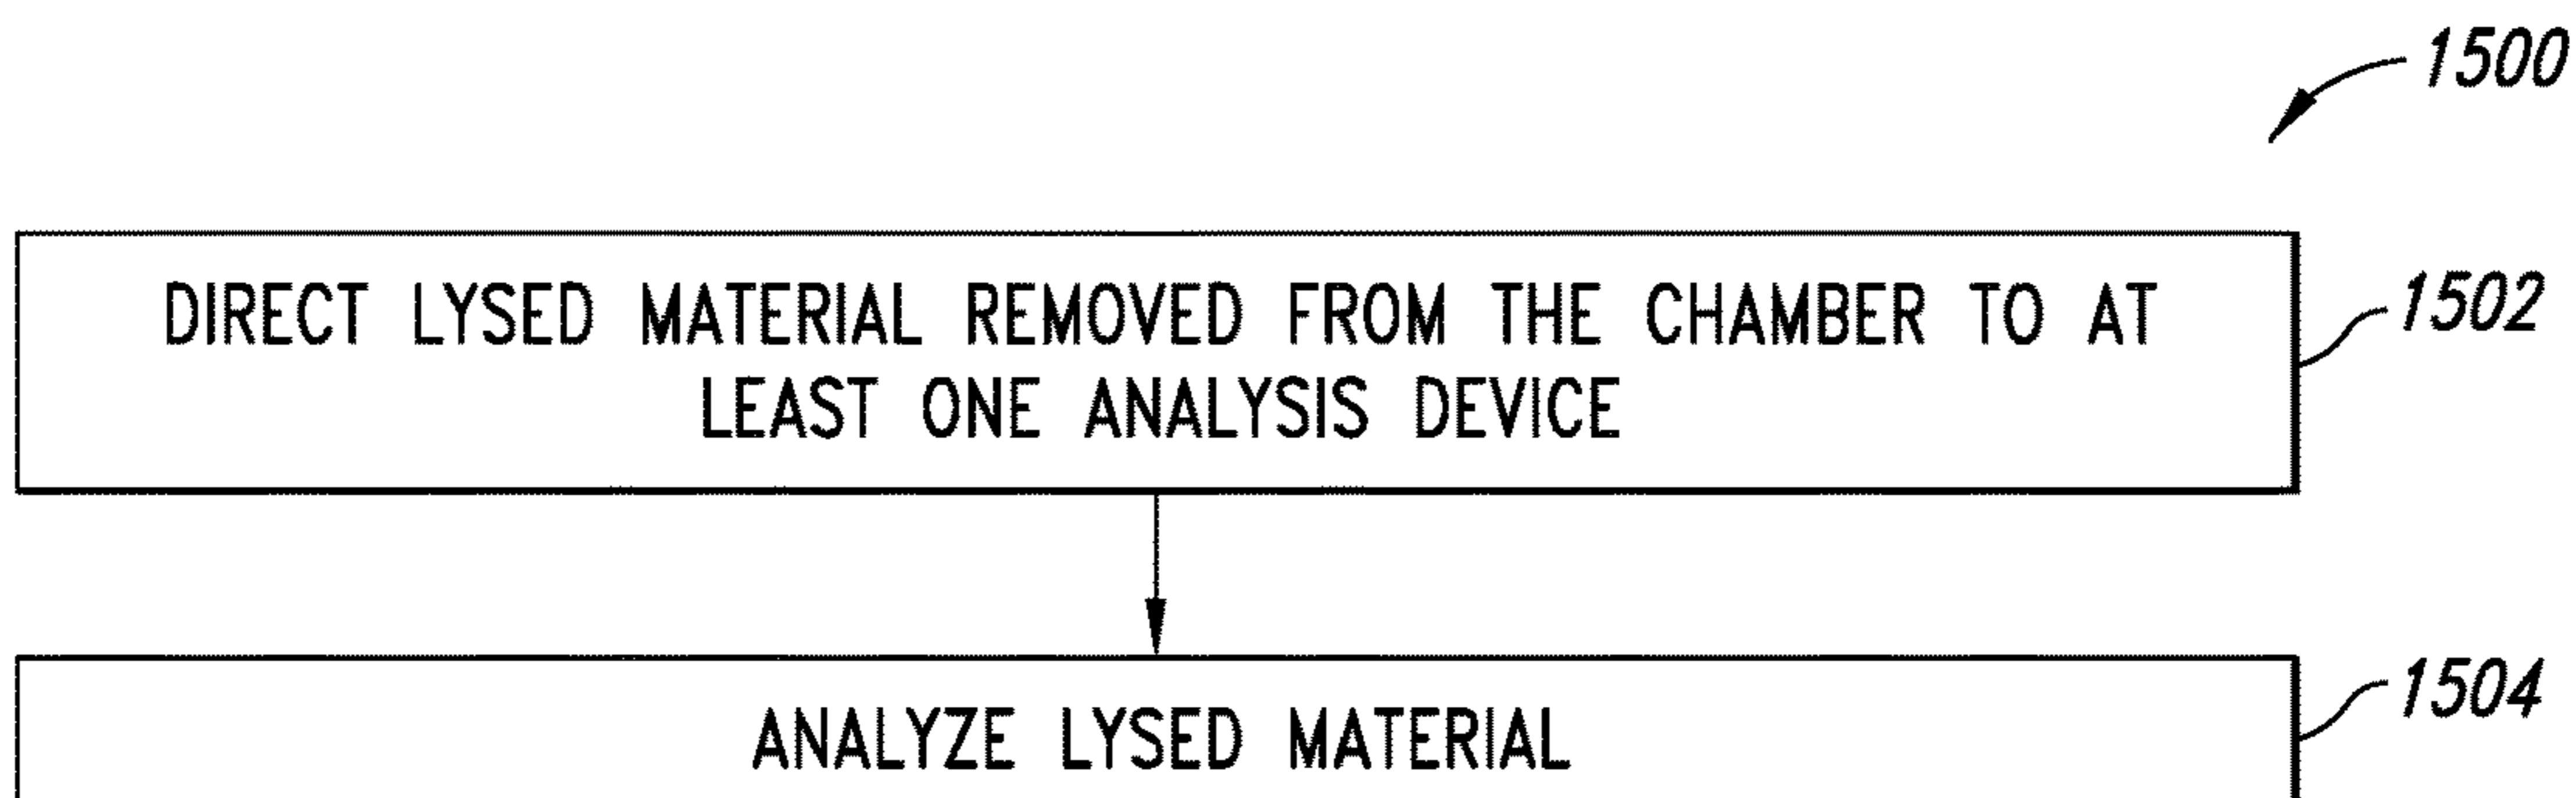 1500
DIRECT LYSED MATERIAL REMOVED FROM THE CHAMBER TO AT
LEAST ONE ANALYSIS DEVICE
1502
ANALYZE LYSED MATERIAL
1504